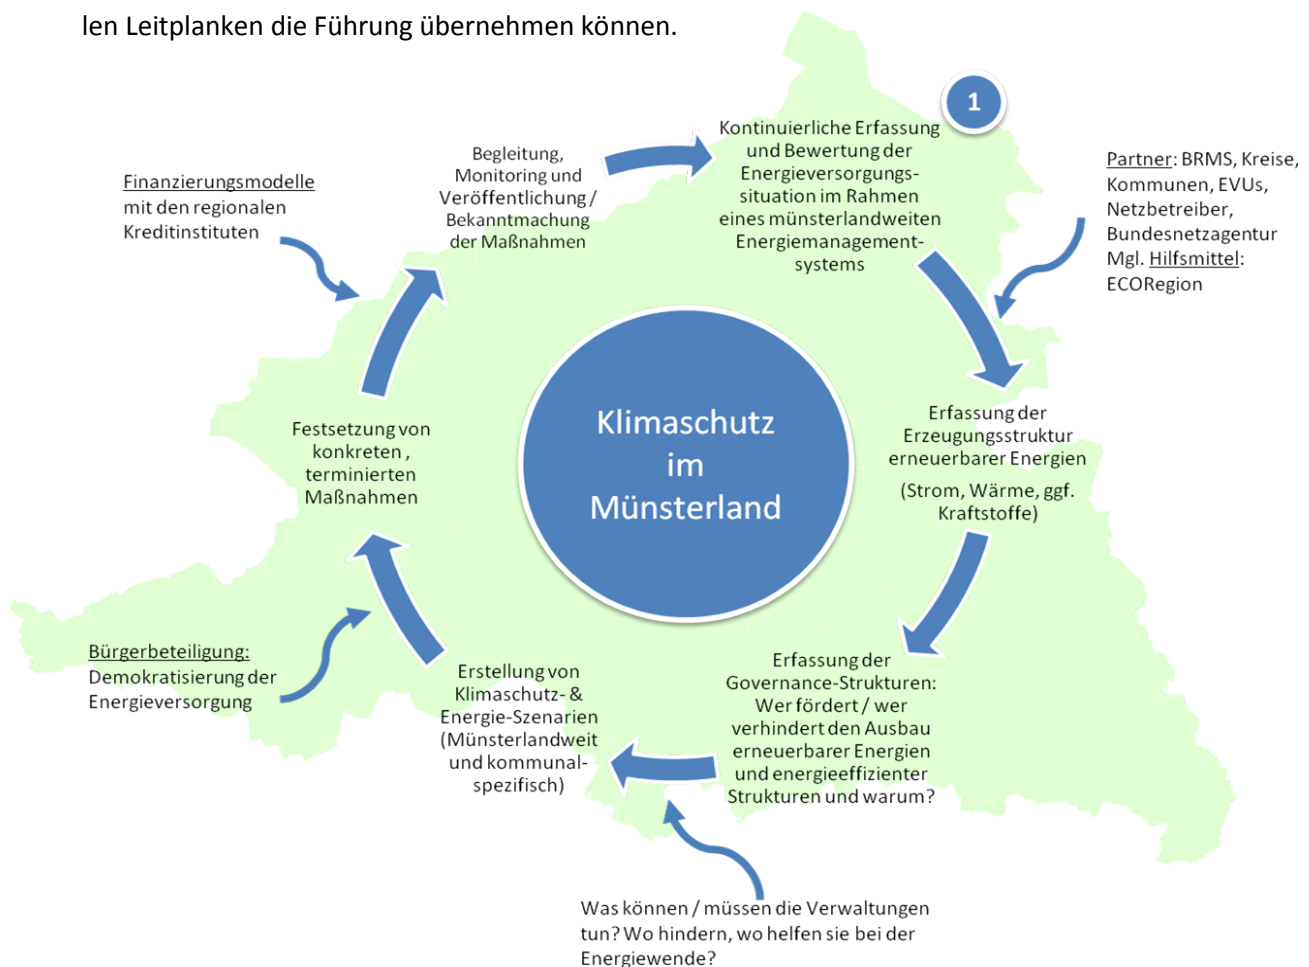 len Leitplanken die Führung übernehmen können.
1
Kontinuierliche Erfassung
und Bewertung der
Energieversorgungs-
situation im Rahmen
eines münsterlandweiten
Energiemanagement-
systems
Partner: BRMS, Kreise,
Kommunen, EVUs,
Netzbetreiber,
Bundesnetzagentur
Mgl. Hilfsmittel:
ECORegion
Erfassung der
Erzeugungsstruktur
erneuerbarer Energien
(Strom, Wärme, ggf.
Kraftstoffe)
Erfassung der
Governance-Strukturen:
Wer fördert / wer
verhindert den Ausbau
erneuerbarer Energien
und energieeffizienter
Strukturen und warum?
Was können / müssen die Verwaltungen
tun? Wo hindern, wo helfen sie bei der
Energiewende?
Erstellung von
Klimaschutz- &
Energie-Szenarien
(Münsterlandweit
und kommunal-
spezifisch)
Bürgerbeteiligung:
Demokratisierung der
Energieversorgung
Festsetzung von
konkreten ,
terminierten
Maßnahmen
Finanzierungsmodelle
mit den regionalen
Kreditinstituten
Begleitung,
Monitoring und
Veröffentlichung /
Bekanntmachung
der Maßnahmen
Klimaschutz
im
Münsterland